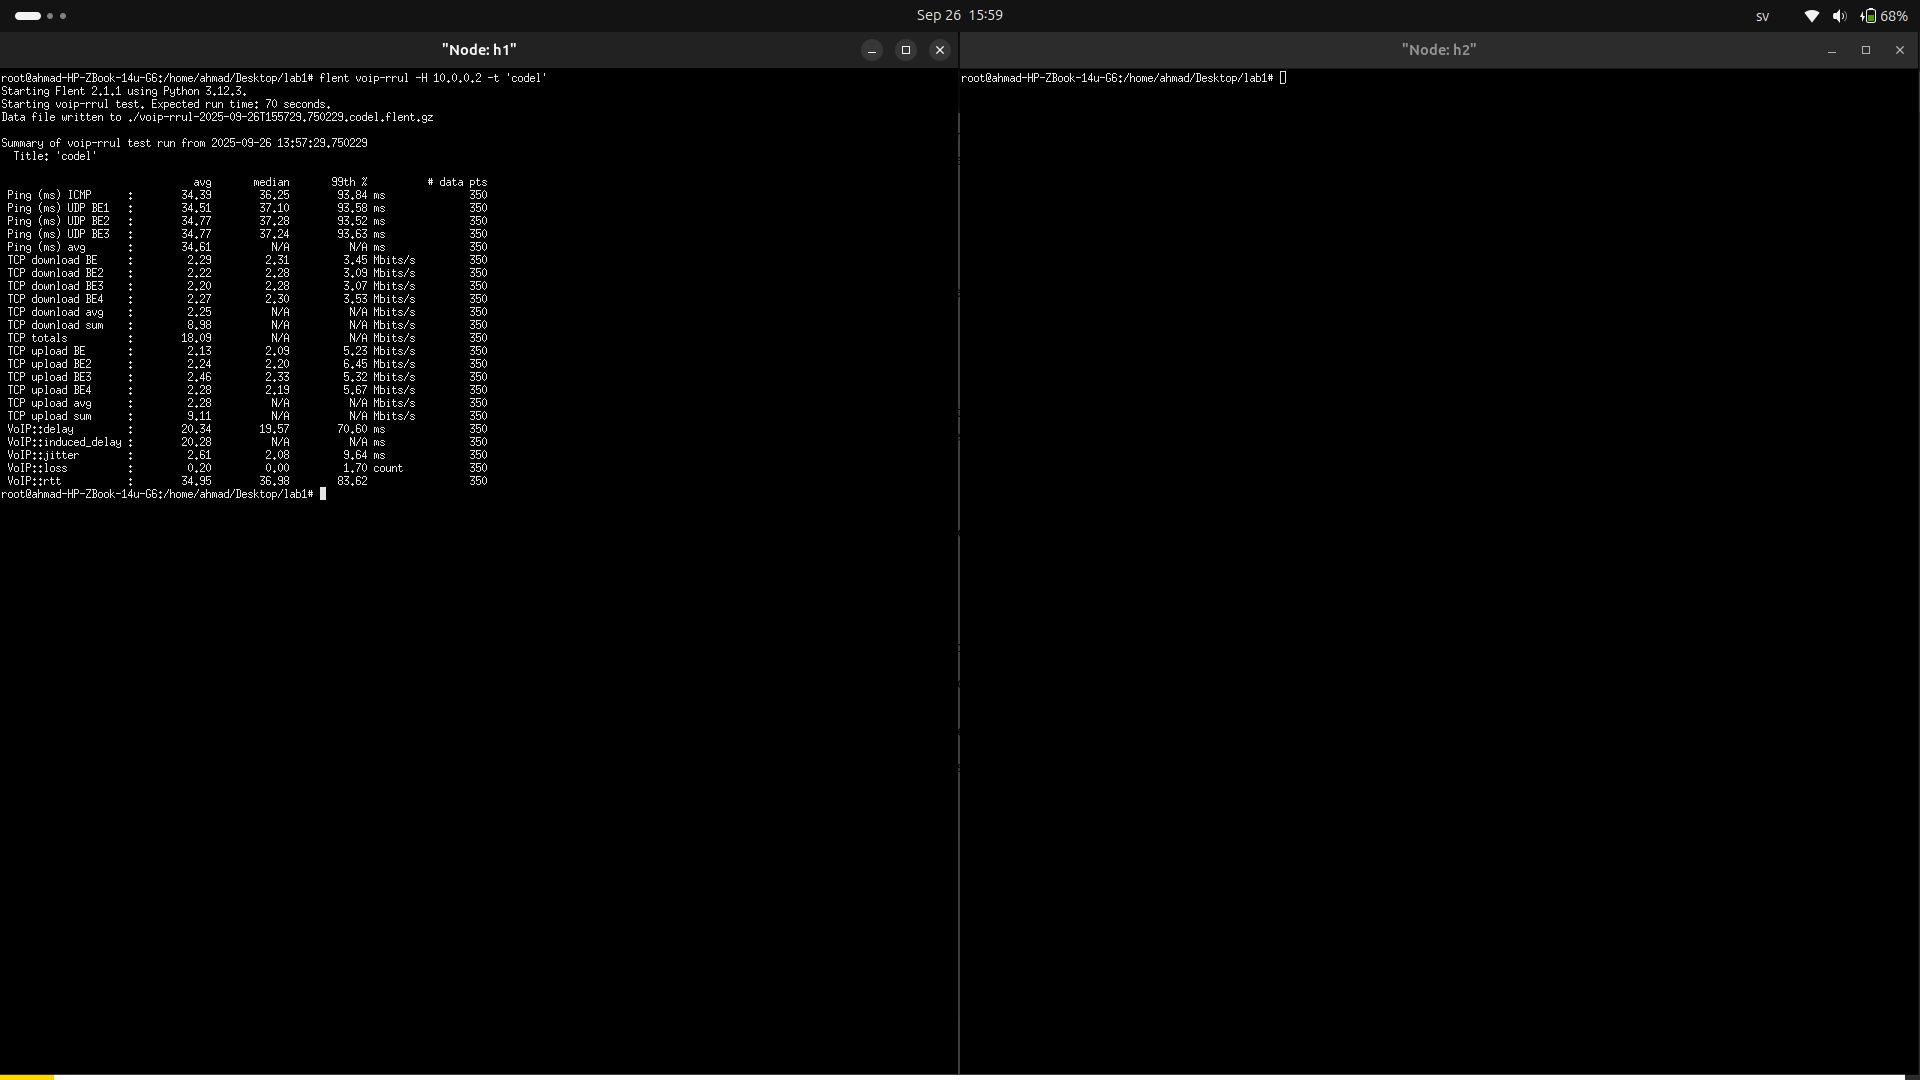 Sep 26 15:59
sv
68%
"Node: h1"
root@ahmad-HP-ZBook-14u-G6:/home/ahmad/Desktop/lab1# flent voip-rrul -H 10.0.0.2 -t 'codel'
Starting Flent 2.1.1 using Python 3.12.3.
Starting voip-rrul test. Expected run time: 70 seconds.
Data file written to ./voip-rrul-2025-09-26T155729.750229.codel.flent.gz
Summary of voip-rrul test run from 2025-09-26 13:57:29.750229
Title: 'codel'
avg median 99th % # data pts
Ping (ms) ICMP : 34.39 36.25 93.84 ms 350
Ping (ms) UDP BE1 : 34.51 37.10 93.58 ms 350
Ping (ms) UDP BE2 : 34.77 37.28 93.52 ms 350
Ping (ms) UDP BE3 : 34.77 37.24 93.63 ms 350
Ping (ms) avg : 34.61 N/A N/A ms 350
TCP download BE : 2.29 2.31 3.45 Mbits/s 350
TCP download BE2 : 2.22 2.28 3.09 Mbits/s 350
TCP download BE3 : 2.20 2.28 3.07 Mbits/s 350
TCP download BE4 : 2.27 2.30 3.53 Mbits/s 350
TCP download avg : 2.25 N/A N/A Mbits/s 350
TCP download sum : 8.98 N/A N/A Mbits/s 350
TCP totals : 18.09 N/A N/A Mbits/s 350
TCP upload BE : 2.13 2.09 5.23 Mbits/s 350
TCP upload BE2 : 2.24 2.20 6.45 Mbits/s 350
TCP upload BE3 : 2.46 2.33 5.32 Mbits/s 350
TCP upload BE4 : 2.28 2.19 5.67 Mbits/s 350
TCP upload avg : 2.28 N/A N/A Mbits/s 350
TCP upload sum : 9.11 N/A N/A Mbits/s 350
VoIP::delay : 20.34 19.57 70.60 ms 350
VoIP::induced_delay : 20.28 N/A N/A ms 350
VoIP::jitter : 2.61 2.08 9.64 ms 350
VoIP::loss : 0.20 0.00 1.70 count 350
VoIP::rtt : 34.95 36.98 83.62 350
root@ahmad-HP-ZBook-14u-G6:/home/ahmad/Desktop/lab1#
"Node: h2"
root@ahmad-HP-ZBook-14u-G6:/home/ahmad/Desktop/lab1#